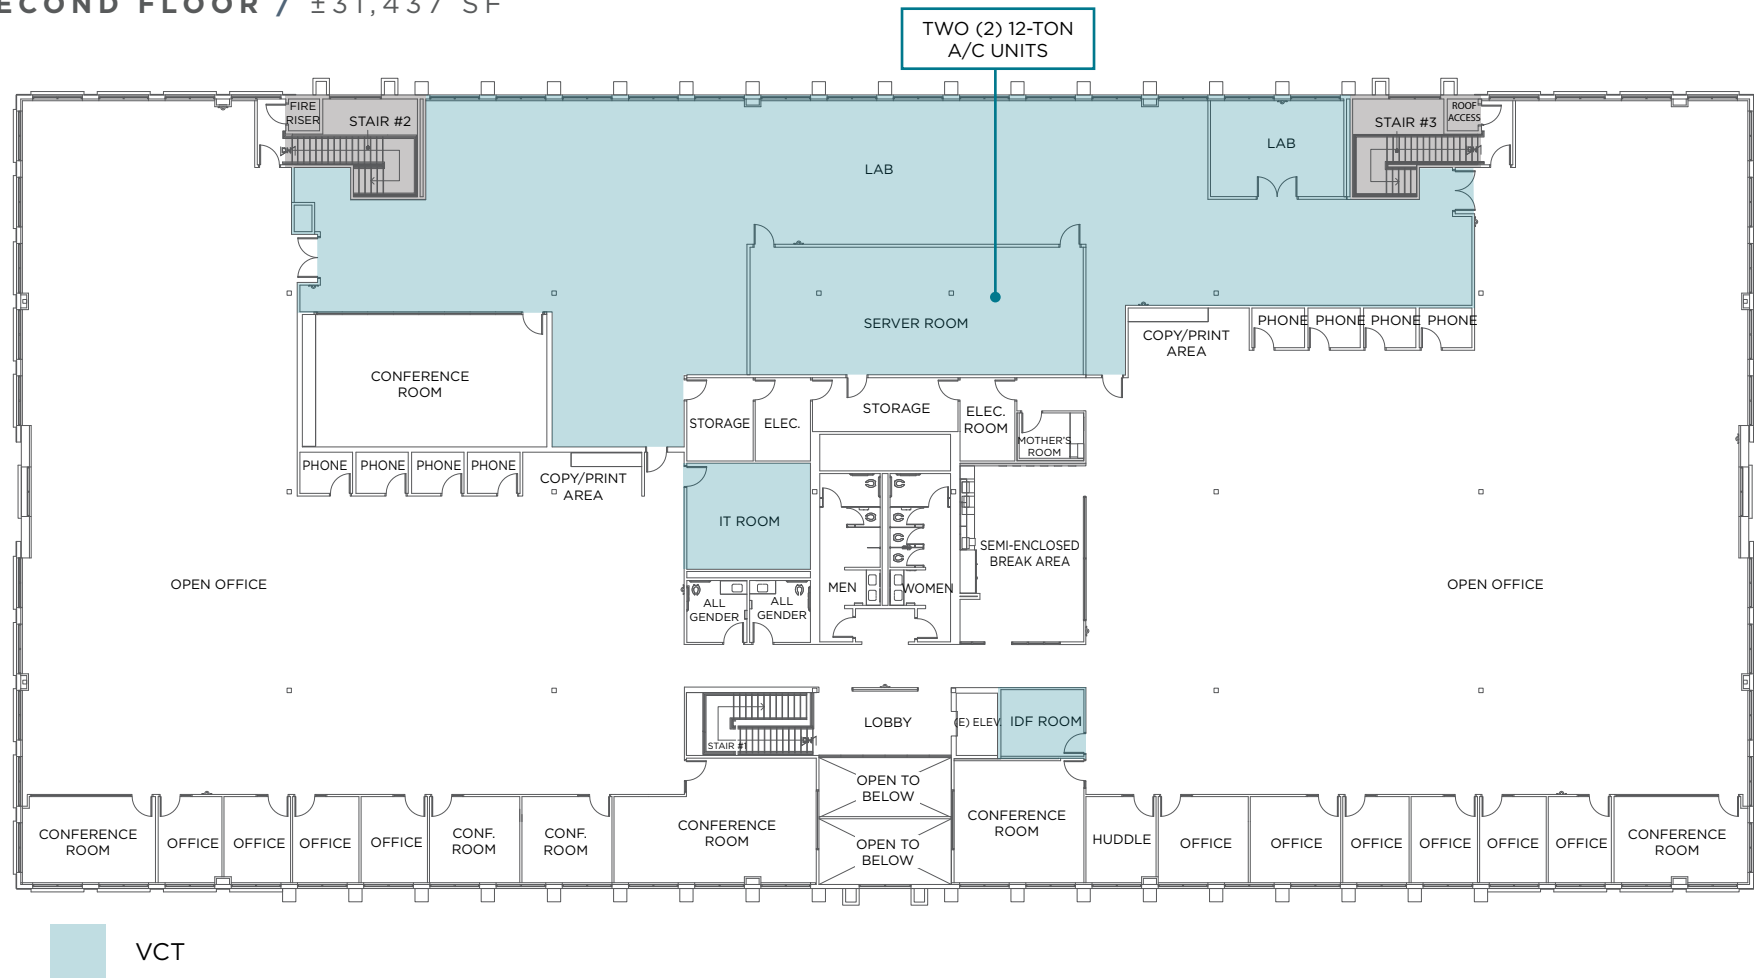 ECOND FLOOR / ±31,437 SF
TWO (2) 12-TON
A/C UNITS
FIRE
RISER
STAIR #2
STAIR #3
ROOF
ACCESS
LAB
LAB
SERVER ROOM
PHONE
PHONE
PHONE
PHONE
COPY/PRINT
AREA
CONFERENCE
ROOM
STORAGE
ELEC.
STORAGE
ELEC.
ROOM
MOTHER'S
ROOM
PHONE
PHONE
PHONE
PHONE
COPY/PRINT
AREA
IT ROOM
SEMI-ENCLOSED
BREAK AREA
OPEN OFFICE
OPEN OFFICE
MEN
WOMEN
ALL
GENDER
ALL
GENDER
LOBBY
(E) ELEV.
IDF ROOM
STAIR #1
OPEN TO
BELOW
OPEN TO
BELOW
CONFERENCE
ROOM
OFFICE
OFFICE
OFFICE
OFFICE
CONF.
ROOM
CONF.
ROOM
CONFERENCE
ROOM
CONFERENCE
ROOM
HUDDLE
OFFICE
OFFICE
OFFICE
OFFICE
OFFICE
OFFICE
CONFERENCE
ROOM
VCT